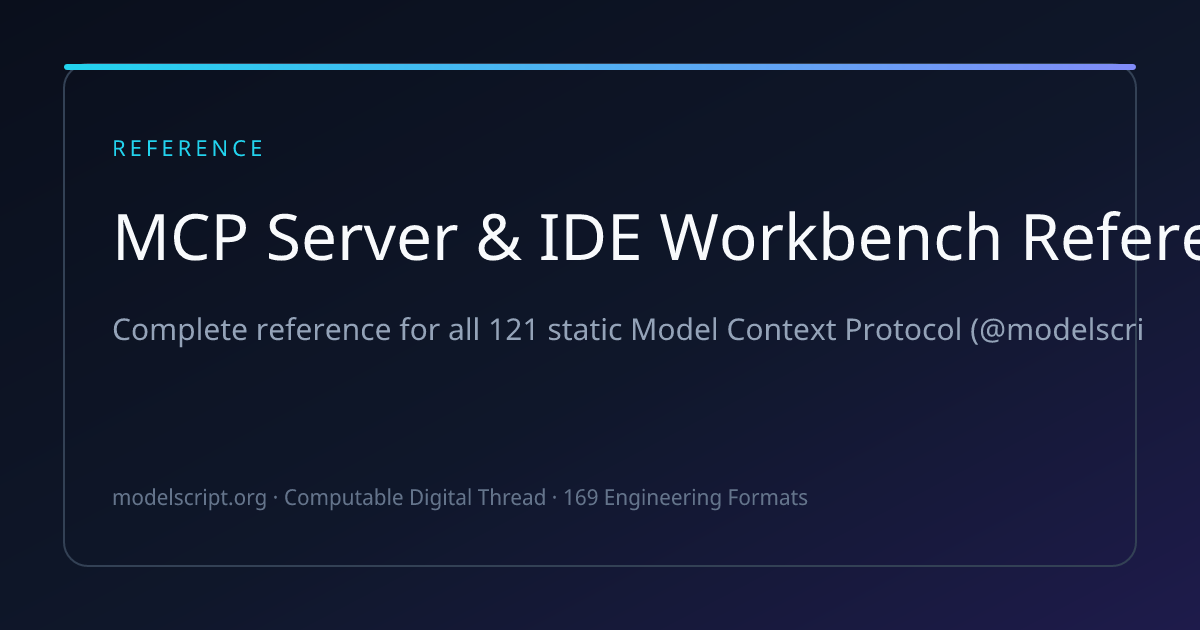 REFERENCE
MCP Server & IDE Workbench Refere
Complete reference for all 121 static Model Context Protocol (@modelscri
modelscript.org · Computable Digital Thread · 169 Engineering Formats